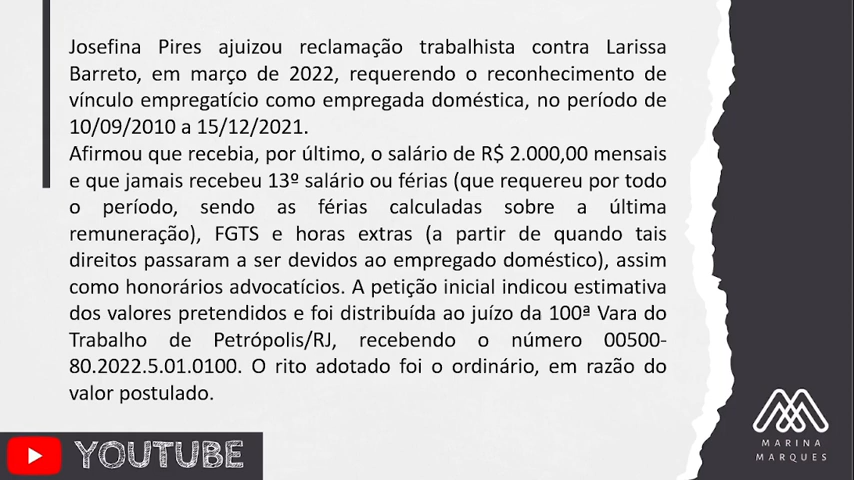 Josefina Pires ajuizou reclamação trabalhista contra Larissa
Barreto, em março de 2022, requerendo o reconhecimento de
vínculo empregatício como empregada doméstica, no período de
10/09/2010 a 15/12/2021.
Afirmou que recebia, por último, o salário de R$ 2.000,00 mensais
e que jamais recebeu 13º salário ou férias (que requereu por todo
o período, sendo as férias calculadas sobre a última
remuneração), FGTS e horas extras (a partir de quando tais
direitos passaram a ser devidos ao empregado doméstico), assim
como honorários advocatícios. A petição inicial indicou estimativa
dos valores pretendidos e foi distribuída ao juízo da 100ª Vara do
Trabalho de Petrópolis/RJ, recebendo o número 00500-
80.2022.5.01.0100. O rito adotado foi o ordinário, em razão do
valor postulado.
YOUTUBE
MARINA
MARQUES